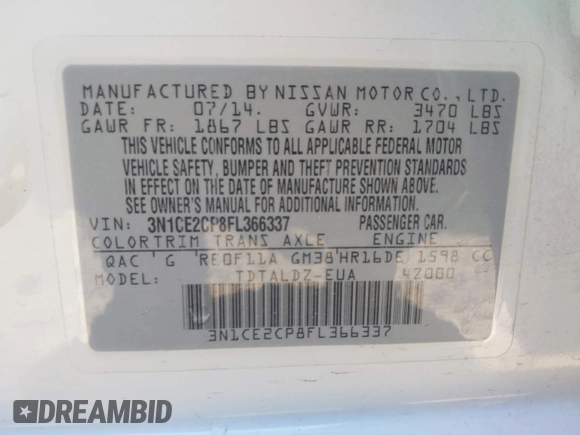 MANUFACTURED BY NISSAN MOTOR CO., LTD.
DATE: 07/14. GVWR: 3470 LBS
GAWR FR: 1867 LBS GAWR RR: 1704 LBS
THIS VEHICLE CONFORMS TO ALL APPLICABLE FEDERAL MOTOR
VEHICLE SAFETY, BUMPER AND THEFT PREVENTION STANDARDS
IN EFFECT ON THE DATE OF MANUFACTURE SHOWN ABOVE.
SEE OWNER'S MANUAL FOR ADDITIONAL INFORMATION.
VIN: 3N1CE2CP8FL366337 PASSENGER CAR.
COLOR TRIM TRANS AXLE ENGINE
QAC G RE0F11A GM38 HR16DE 1598 CC
TDTALDZ-EUA 42000
3N1CE2CP8FL366337
DREAMBID